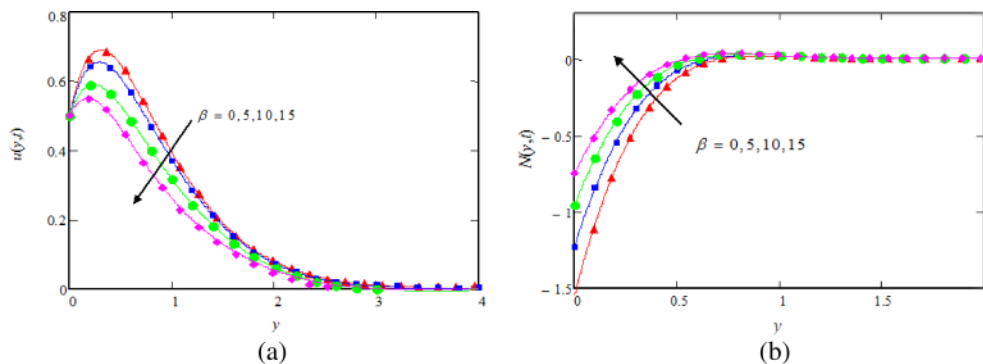 0.8
0.6
0.4
0.2
0
u(y,t)
β = 0, 5, 10, 15
0 1 2 3 4
y
(a)
0
− 0.5
− 1
− 1.5
N(y,t)
β = 0, 5, 10, 15
0 0.5 1 1.5
y
(b)